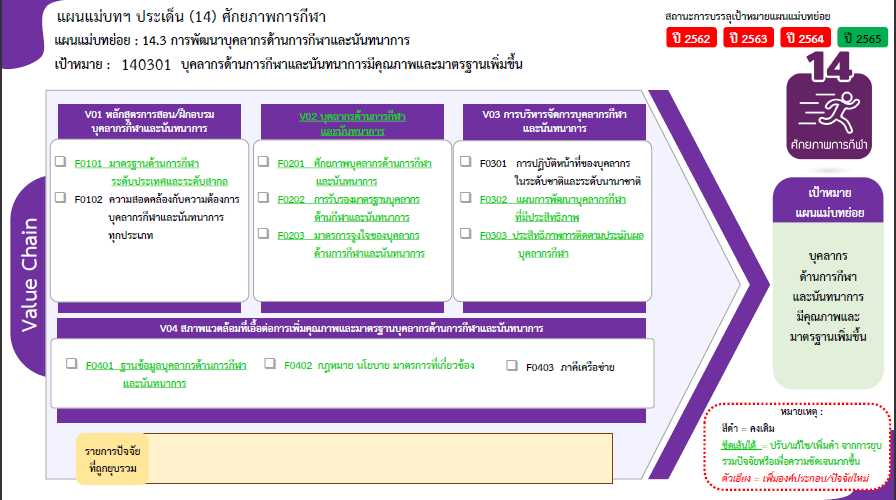 แผนแม่บทฯ ประเด็น (14) ศักยภาพการกีฬา
แผนแม่บทย่อย : 14.3 การพัฒนาบุคลากรด้านการกีฬาและนันทนาการ
เป้าหมาย : 140301 บุคลากรด้านการกีฬาและนันทนาการมีคุณภาพและมาตรฐานเพิ่มขึ้น
สถานะการบรรลุเป้าหมายแผนแม่บทย่อย
ปี 2562 ปี 2563 ปี 2564 ปี 2565
14
ศักยภาพการกีฬา
Value Chain
V01 หลักสูตรการสอน/ฝึกอบรม
บุคลากรกีฬาและนันทนาการ
F0101 มาตรฐานด้านการกีฬา
ระดับประเทศและระดับสากล
F0102 ความสอดคล้องกับความต้องการ
บุคลากรกีฬาและนันทนาการ
ทุกประเภท
V02 บุคลากรด้านการกีฬา
และนันทนาการ
F0201 ศักยภาพบุคลากรด้านการกีฬา
และนันทนาการ
F0202 การรับรองมาตรฐานบุคลากร
ด้านกีฬาและนันทนาการ
F0203 มาตรการจูงใจของบุคลากร
ด้านการกีฬาและนันทนาการ
V03 การบริหารจัดการบุคลากรกีฬา
และนันทนาการ
F0301 การปฏิบัติหน้าที่ของบุคลากร
ในระดับชาติและระดับนานาชาติ
F0302 แผนการพัฒนาบุคลากรกีฬา
ที่มีประสิทธิภาพ
F0303 ประสิทธิภาพการติดตามประเมินผล
บุคลากรกีฬา
V04 สภาพแวดล้อมที่เอื้อต่อการเพิ่มคุณภาพและมาตรฐานบุคลากรด้านการกีฬาและนันทนาการ
F0401 ฐานข้อมูลบุคลากรด้านการกีฬา
และนันทนาการ
F0402 กฎหมาย นโยบาย มาตรการที่เกี่ยวข้อง
F0403 ภาคีเครือข่าย
รายการปัจจัย
ที่ถูกยุบรวม
เป้าหมาย
แผนแม่บทย่อย
บุคลากร
ด้านการกีฬา
และนันทนาการ
มีคุณภาพและ
มาตรฐานเพิ่มขึ้น
หมายเหตุ :
สีดำ = คงเดิม
ขีดเส้นใต้ = ปรับ/แก้ไข/เพิ่มคำ จากการยุบ
รวมปัจจัยหรือเพื่อความชัดเจนมากขึ้น
ตัวเอียง = เพิ่มองค์ประกอบ/ปัจจัยใหม่